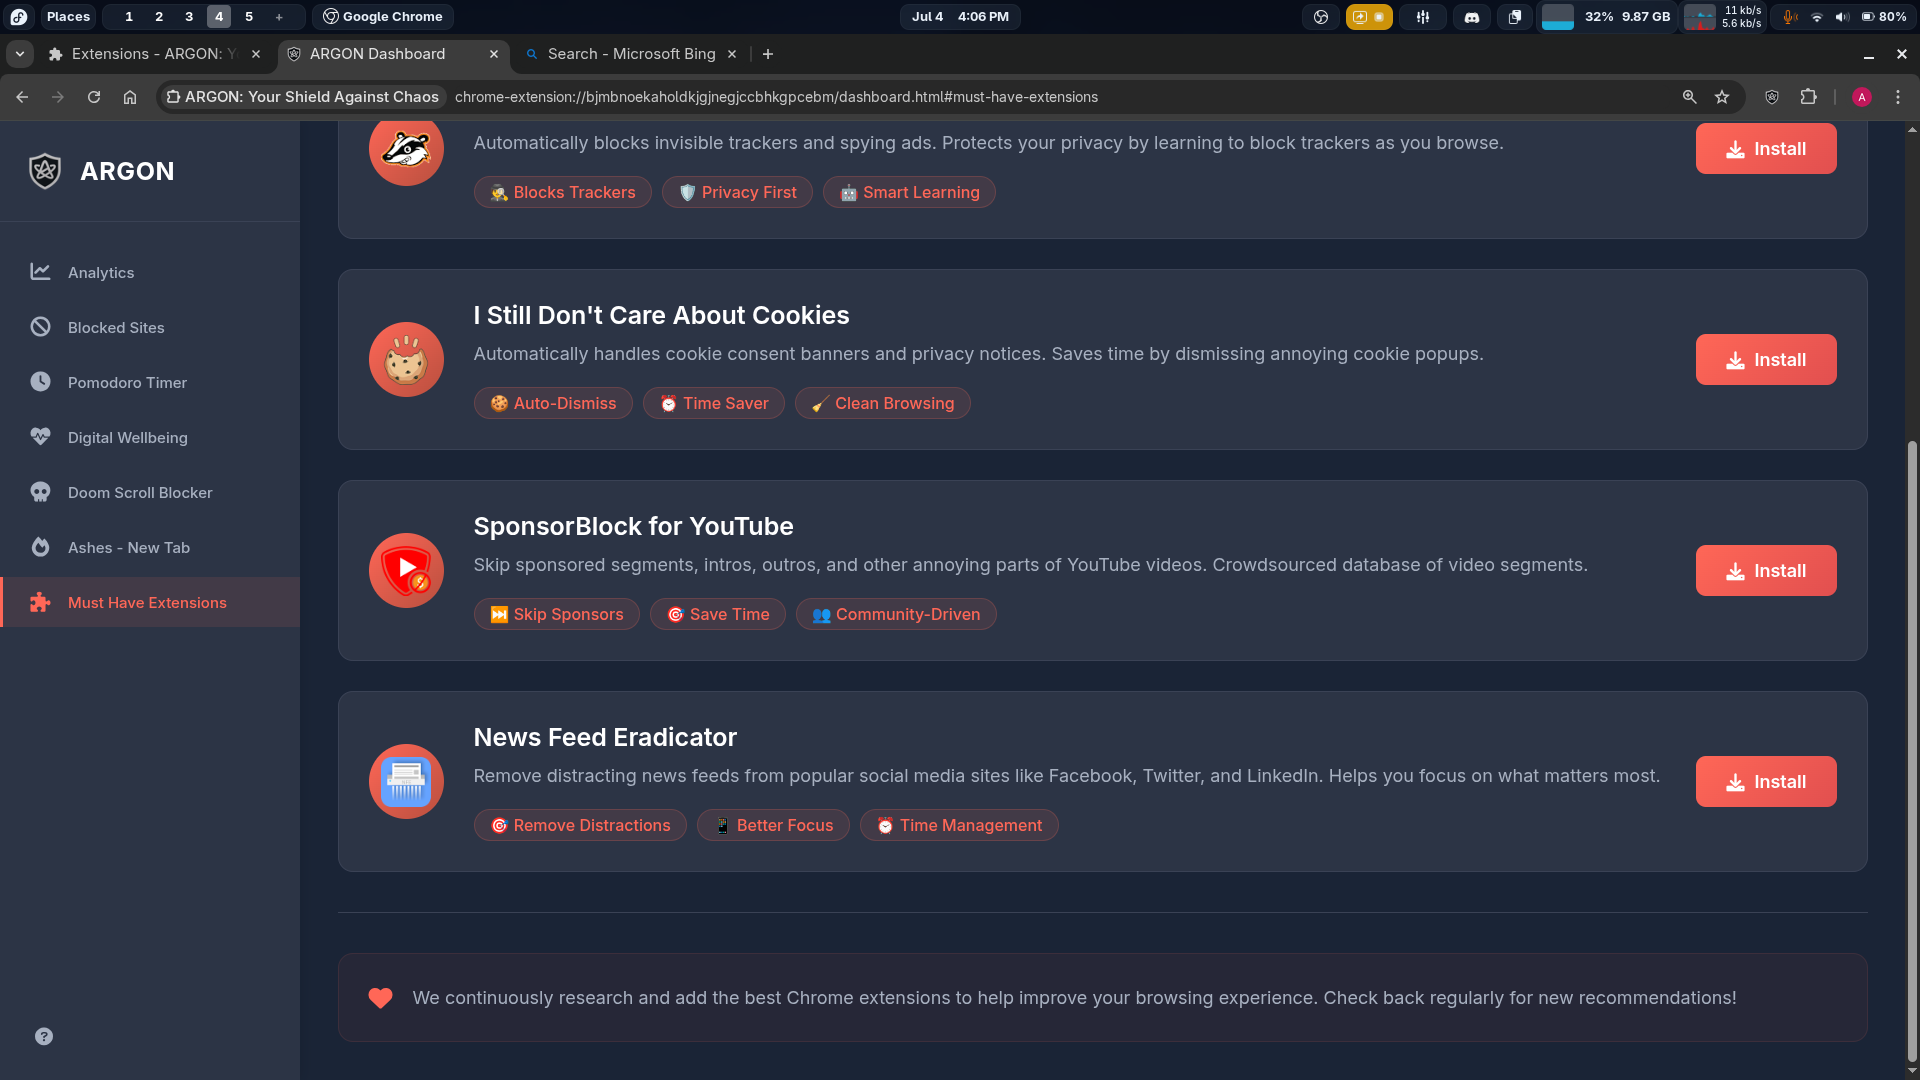 Places 1 2 3 4 5 + Google Chrome Jul 4 4:06 PM 32% 9.87 GB 11 kb/s 5.6 kb/s 80%
Extensions - ARGON: Y ARGON Dashboard Search - Microsoft Bing
ARGON: Your Shield Against Chaos chrome-extension://bjmbnoekaholdkjgjnegjccbhkgpcebm/dashboard.html#must-have-extensions A
ARGON
Analytics
Blocked Sites
Pomodoro Timer
Digital Wellbeing
Doom Scroll Blocker
Ashes - New Tab
Must Have Extensions
Automatically blocks invisible trackers and spying ads. Protects your privacy by learning to block trackers as you browse.
Install
🕵️ Blocks Trackers 🛡️ Privacy First 🤖 Smart Learning
I Still Don't Care About Cookies
Automatically handles cookie consent banners and privacy notices. Saves time by dismissing annoying cookie popups.
Install
🍪 Auto-Dismiss ⏰ Time Saver 🧹 Clean Browsing
SponsorBlock for YouTube
Skip sponsored segments, intros, outros, and other annoying parts of YouTube videos. Crowdsourced database of video segments.
Install
⏭️ Skip Sponsors 🎯 Save Time 👥 Community-Driven
News Feed Eradicator
Remove distracting news feeds from popular social media sites like Facebook, Twitter, and LinkedIn. Helps you focus on what matters most.
Install
🎯 Remove Distractions 📱 Better Focus ⏰ Time Management
We continuously research and add the best Chrome extensions to help improve your browsing experience. Check back regularly for new recommendations!